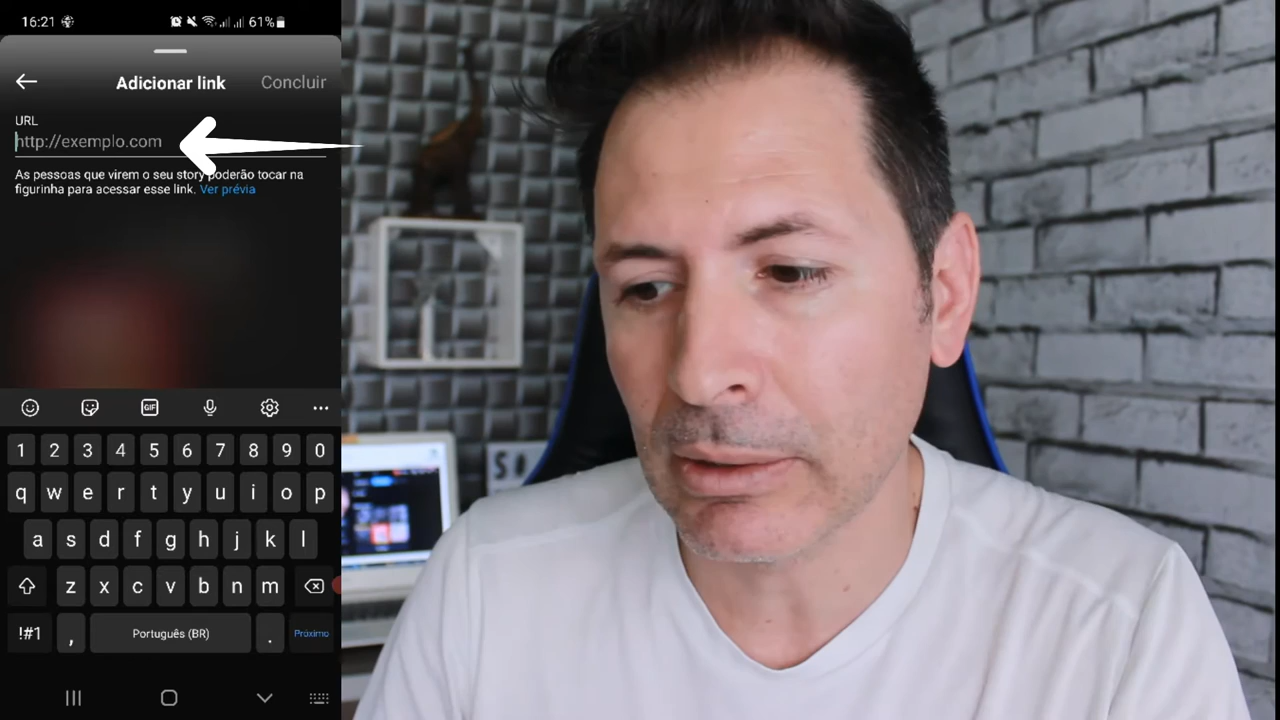 16:21
61%
Adicionar link
Concluir
URL
http://exemplo.com
As pessoas que virem o seu story poderão tocar na
figurinha para acessar esse link. Ver prévia
GIF
1 2 3 4 5 6 7 8 9 0
q w e r t y u i o p
a s d f g h j k l
z x c v b n m
!#1 , Português (BR) . Próximo